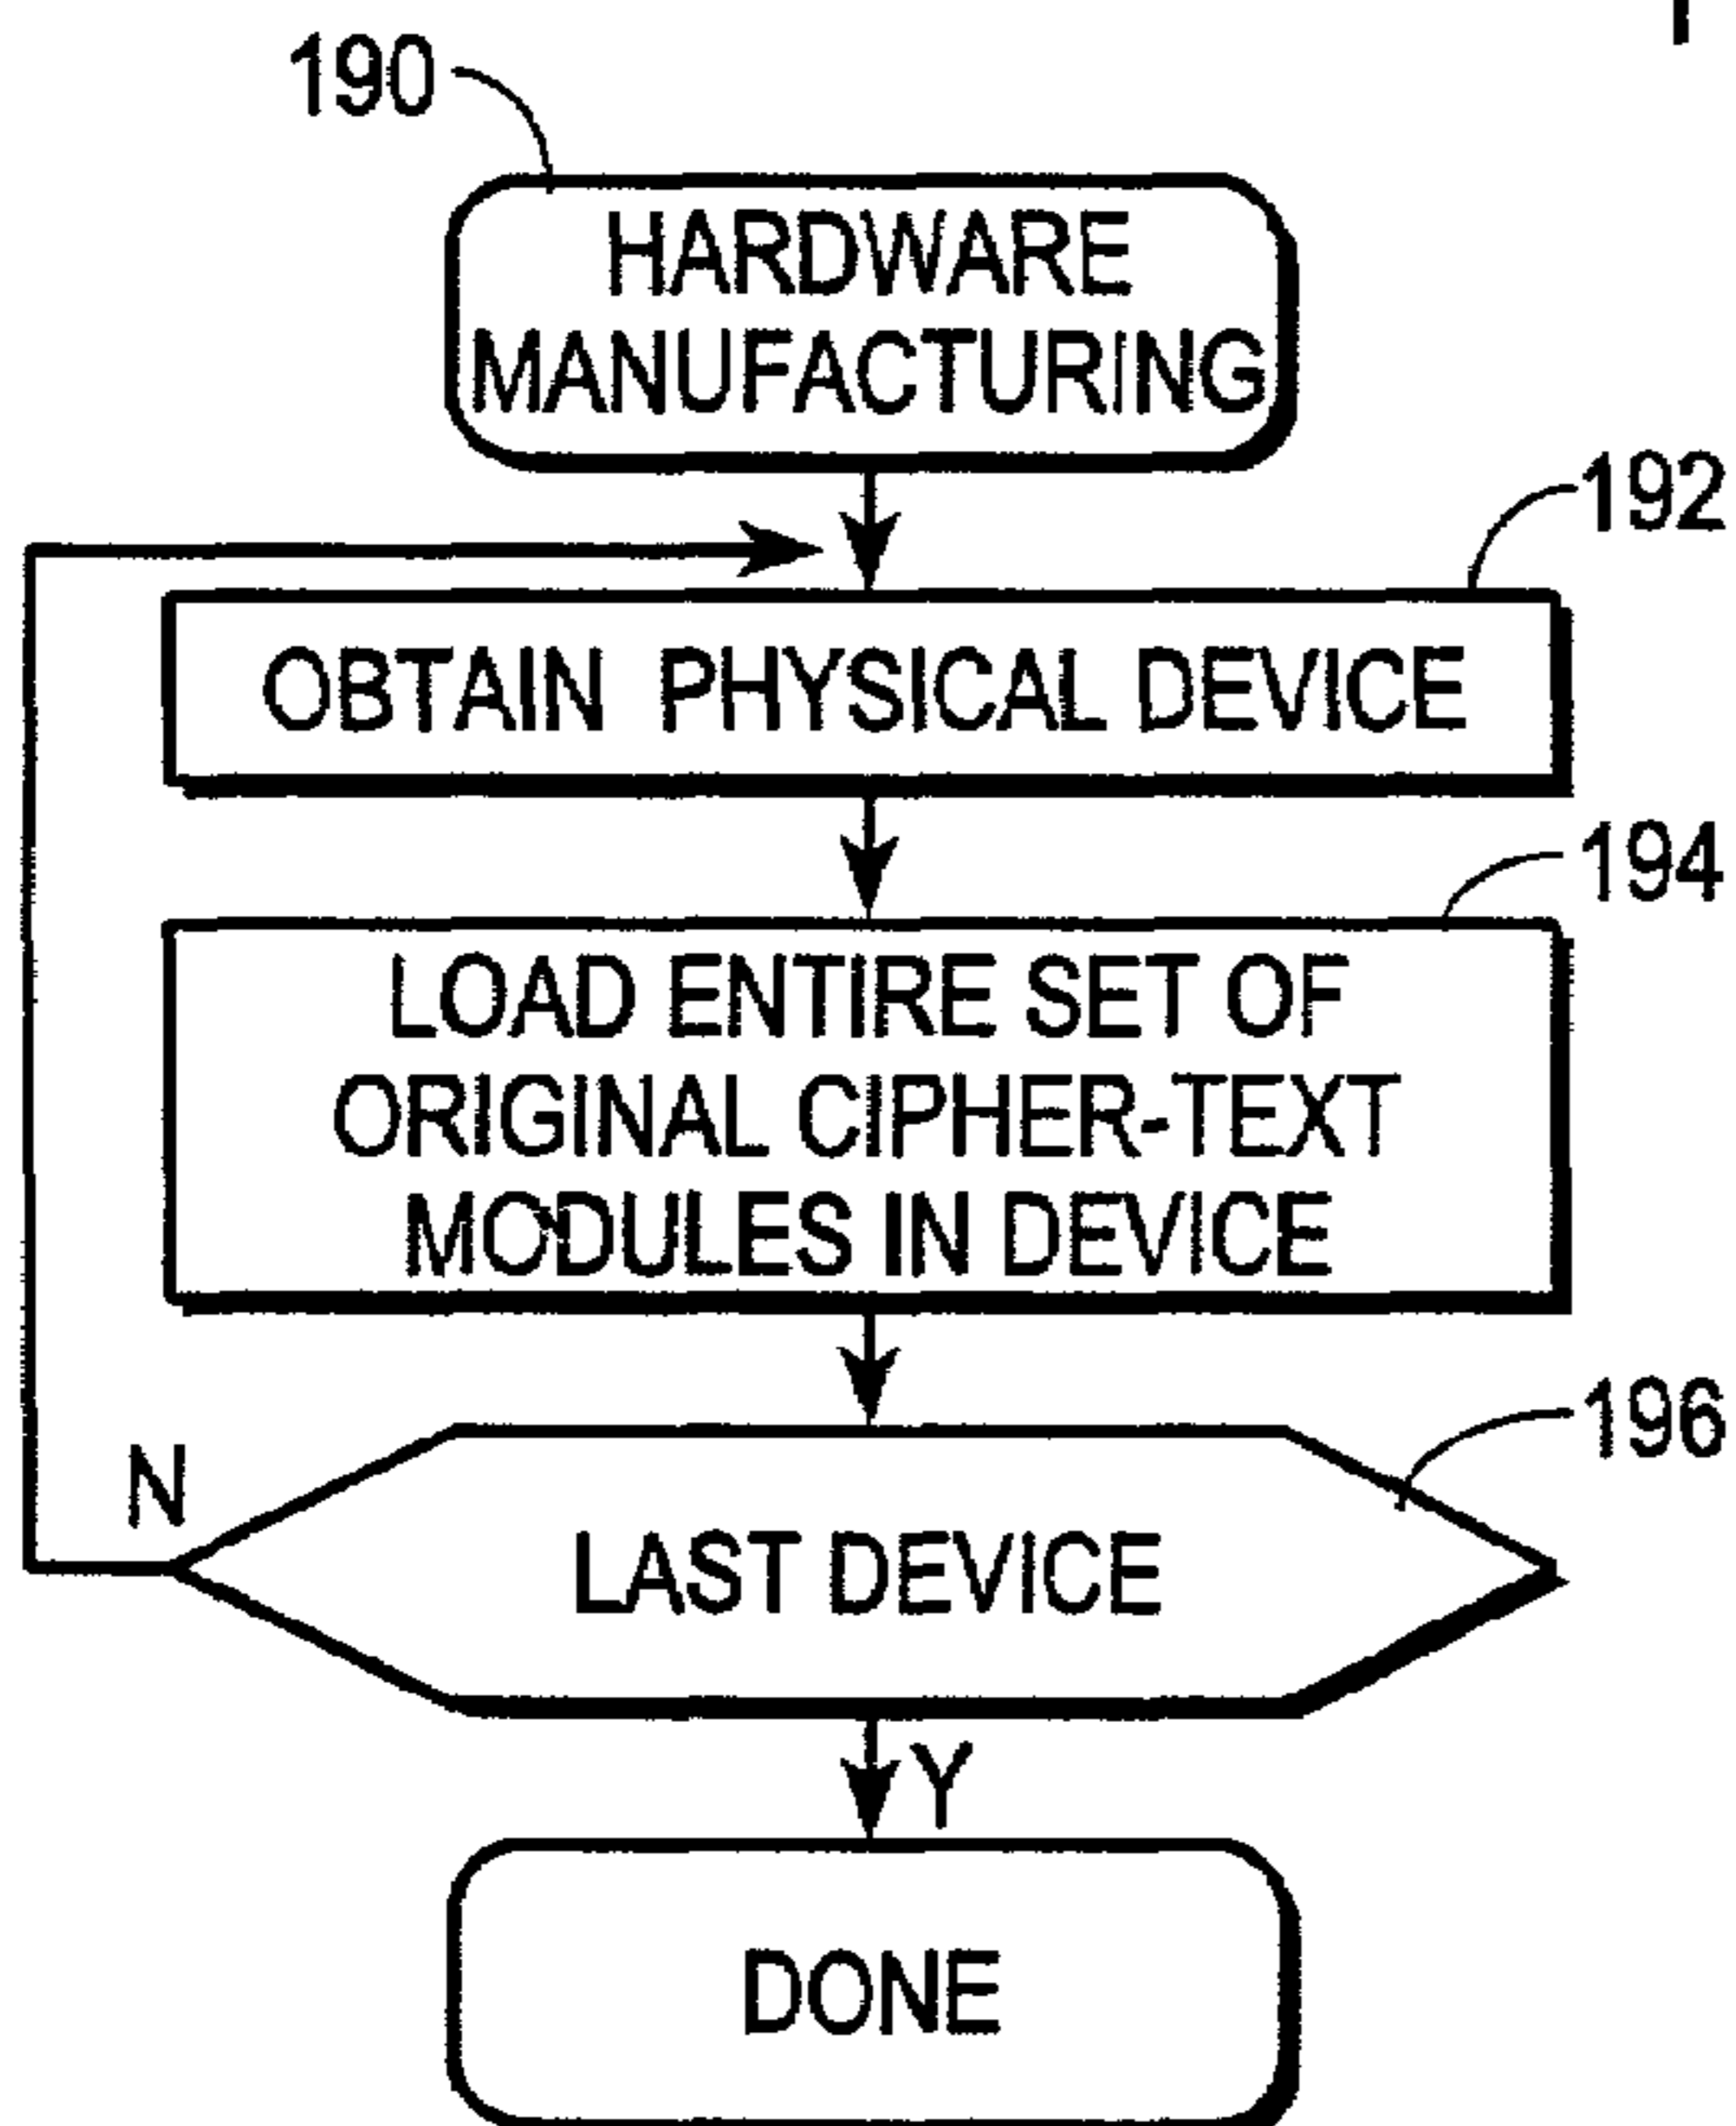 190
HARDWARE
MANUFACTURING
192
OBTAIN PHYSICAL DEVICE
194
LOAD ENTIRE SET OF
ORIGINAL CIPHER-TEXT
MODULES IN DEVICE
196
N
LAST DEVICE
Y
DONE